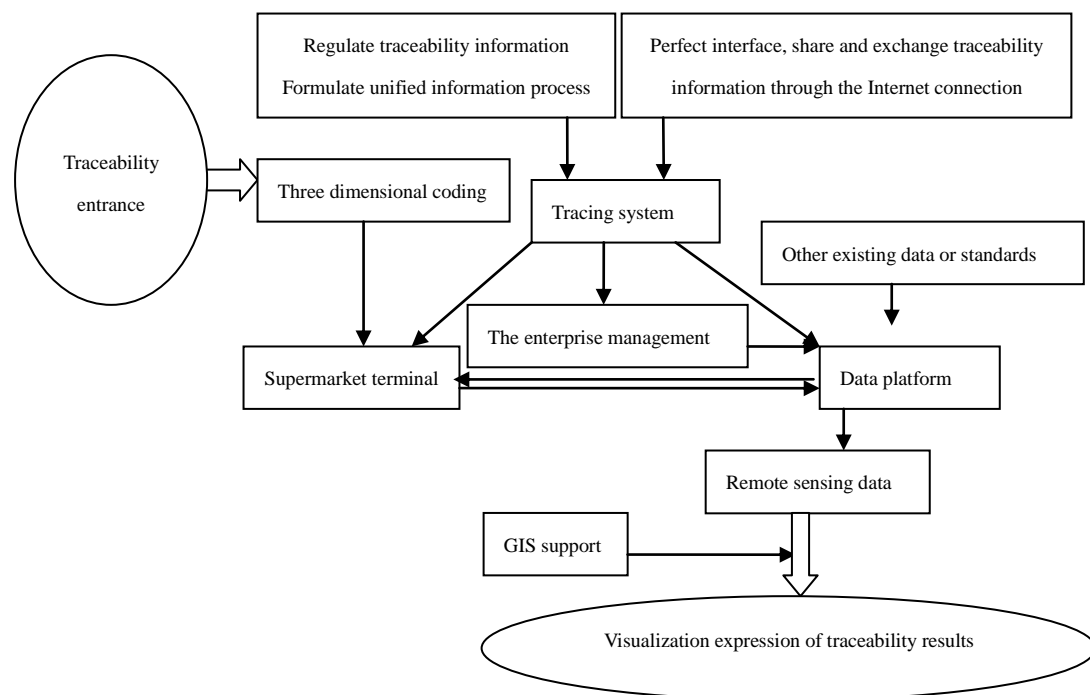 Regulate traceability information
Formulate unified information process
Perfect interface, share and exchange traceability
information through the Internet connection
Traceability
entrance
Three dimensional coding
Tracing system
Other existing data or standards
The enterprise management
Supermarket terminal
Data platform
Remote sensing data
GIS support
Visualization expression of traceability results